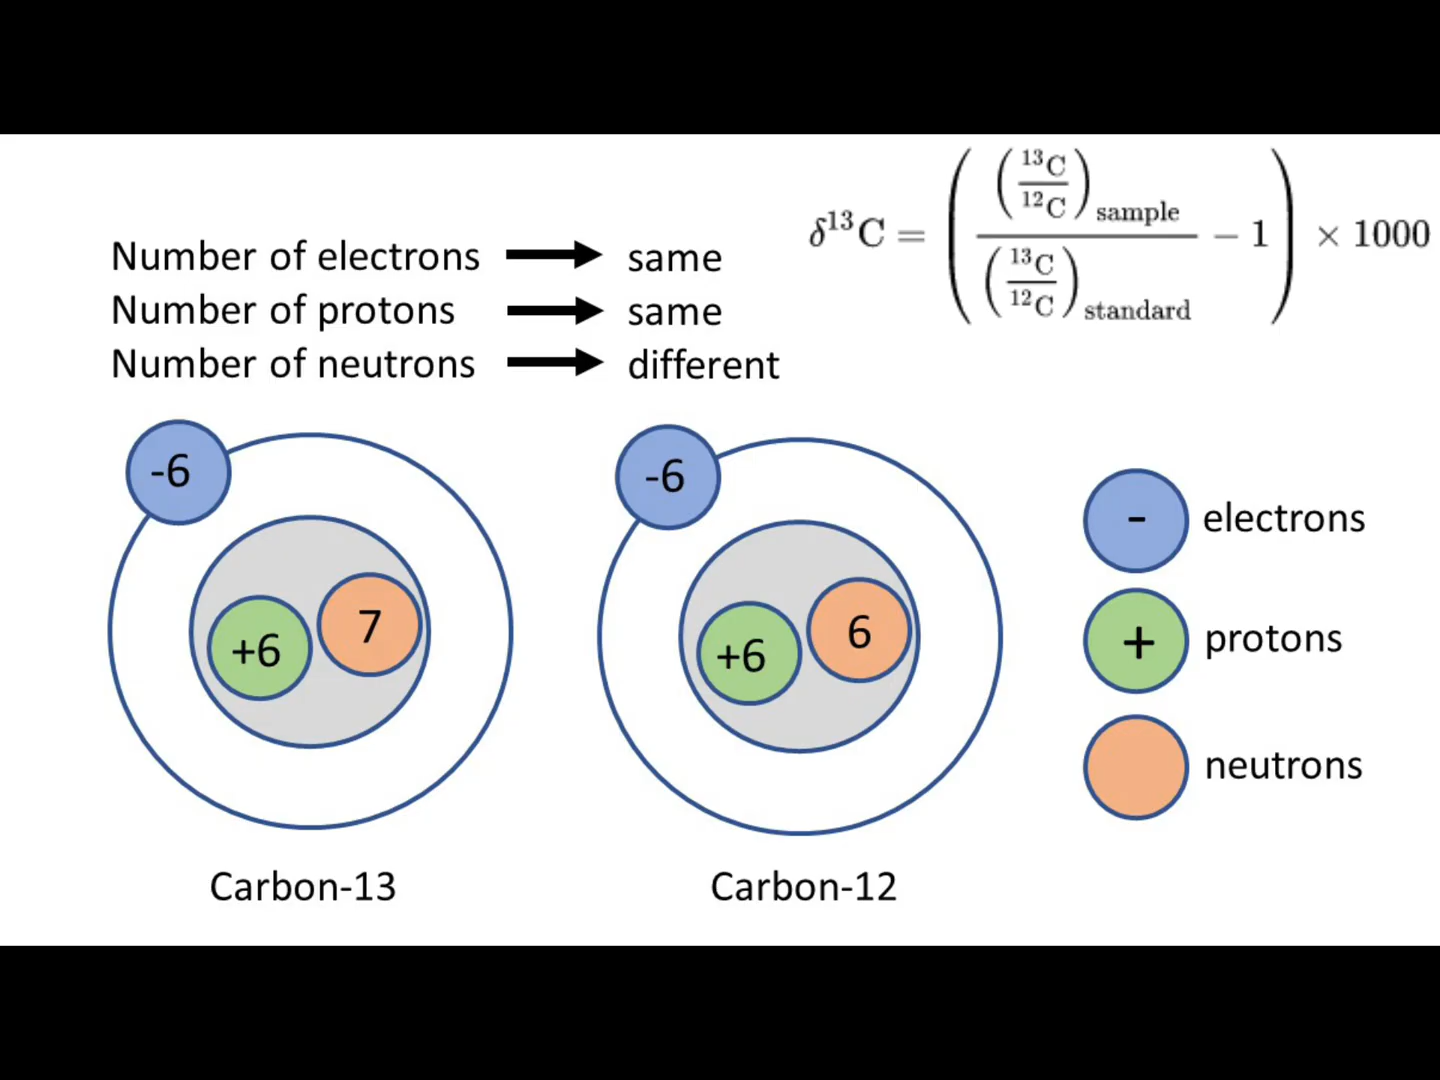 Number of electrons → same
Number of protons → same
Number of neutrons → different
δ¹³C = ( (¹³C/¹²C)sample / (¹³C/¹²C)standard − 1 ) × 1000
-6
+6
7
Carbon-13
-6
+6
6
Carbon-12
- electrons
+ protons
neutrons